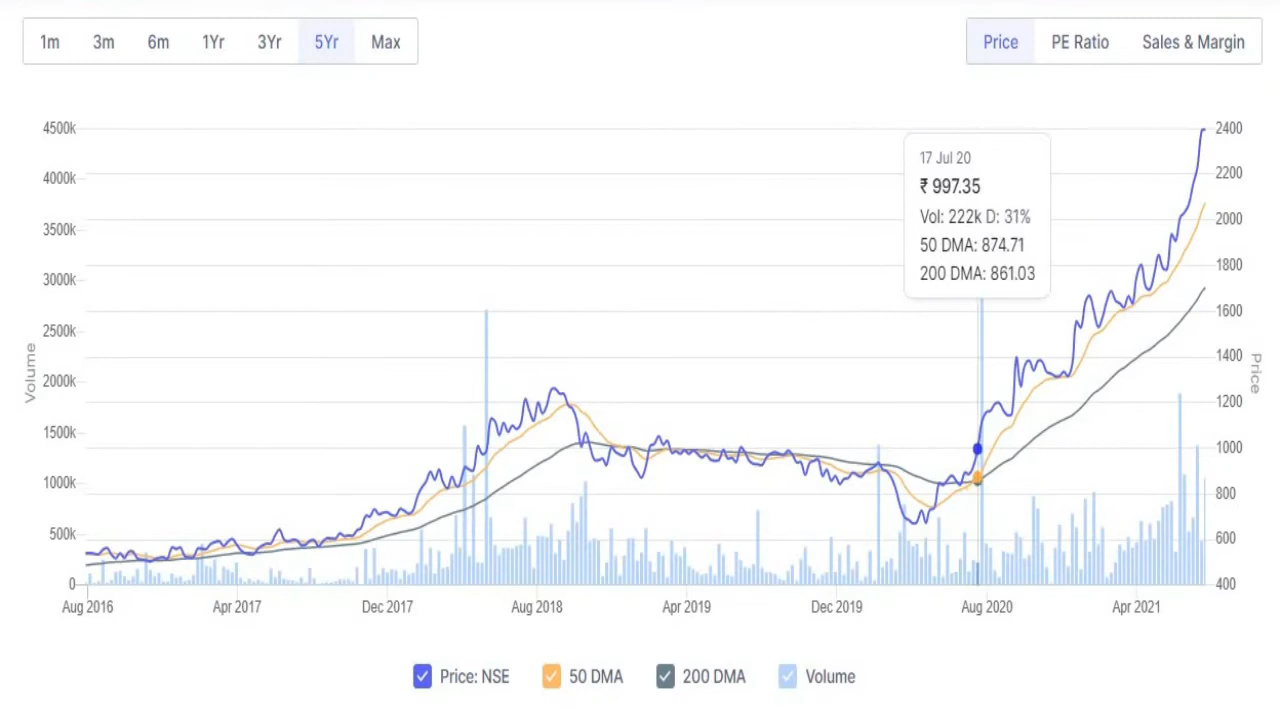 1m 3m 6m 1Yr 3Yr 5Yr Max
Price PE Ratio Sales & Margin
4500k
4000k
3500k
3000k
2500k
2000k
1500k
1000k
500k
0
Volume
17 Jul 20
₹ 997.35
Vol: 222k D: 31%
50 DMA: 874.71
200 DMA: 861.03
2400
2200
2000
1800
1600
1400
1200
1000
800
600
400
Price
Aug 2016 Apr 2017 Dec 2017 Aug 2018 Apr 2019 Dec 2019 Aug 2020 Apr 2021
Price: NSE 50 DMA 200 DMA Volume